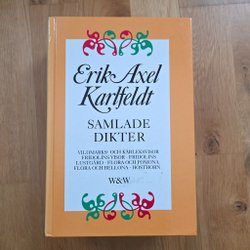 Erik Axel
Karlfeldt
SAMLADE
DIKTER
VILDMARKS- OCH KÄRLEKSVISOR
FRIDOLINS VISOR · FRIDOLINS
LUSTGÅRD · FLORA OCH POMONA
FLORA OCH BELLONA · HÖSTHORN
W&W